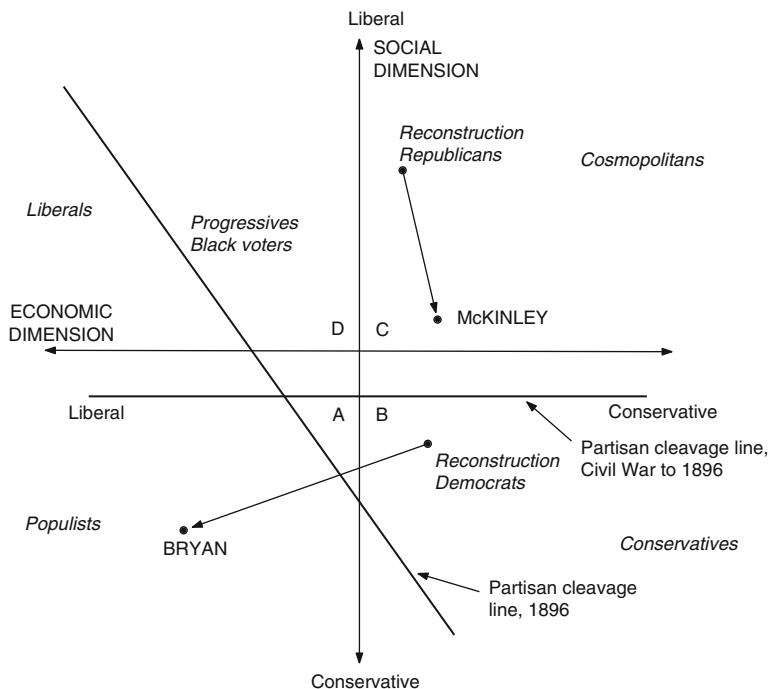 Liberal
SOCIAL
DIMENSION
Reconstruction
Republicans
Cosmopolitans
Liberals
Progressives
Black voters
ECONOMIC
DIMENSION
D C
McKINLEY
Liberal
A B
Conservative
Partisan cleavage line,
Civil War to 1896
Reconstruction
Democrats
Populists
BRYAN
Conservatives
Partisan cleavage
line, 1896
Conservative